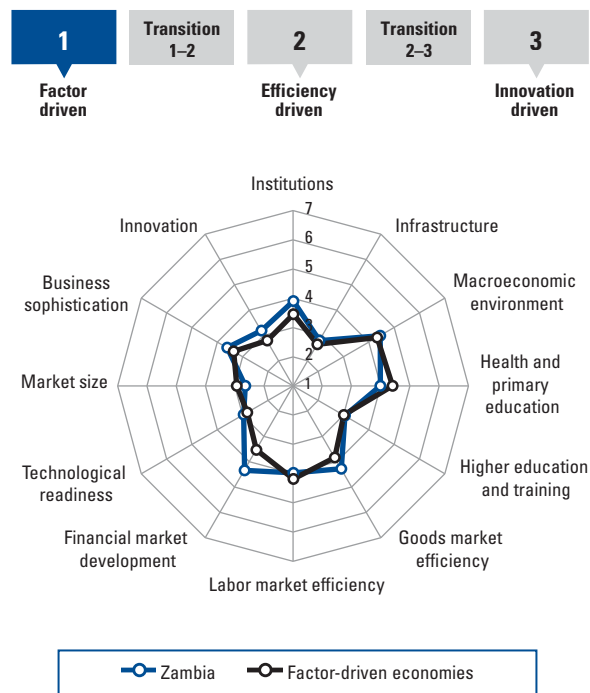 1
Transition
1–2
2
Transition
2–3
3
Factor
driven
Efficiency
driven
Innovation
driven
Institutions
7
Innovation
Infrastructure
6
5
Business
sophistication
Macroeconomic
environment
4
3
2
Market size
1
Health and
primary
education
Technological
readiness
Higher education
and training
Financial market
development
Goods market
efficiency
Labor market efficiency
Zambia
Factor-driven economies